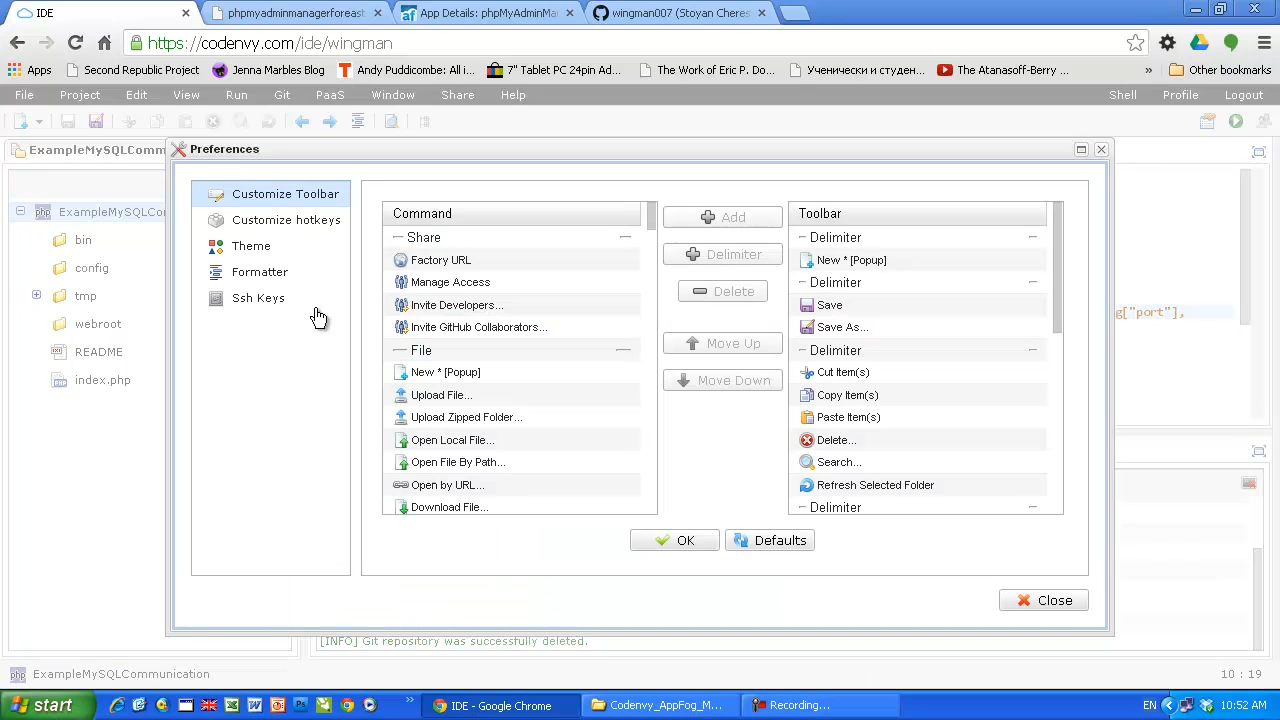 IDE
phpmyadminmanagerforeast
App Details: phpMyAdminMa
wingman007 (Stoyan Cheres
https://codenvy.com/ide/wingman
Apps
Second Republic Project
Jenna Marbles Blog
Andy Puddicombe: All i...
7" Tablet PC 24pin Ad...
The Work of Eric P. Do...
Ученически и студен...
The Atanasoff-Berry ...
»
Other bookmarks
File Project Edit View Run Git PaaS Window Share Help
Shell Profile Logout
ExampleMySQLComm
Preferences
ExampleMySQLCo
bin
config
tmp
webroot
README
index.php
Customize Toolbar
Customize hotkeys
Theme
Formatter
Ssh Keys
Command
Share
Factory URL
Manage Access
Invite Developers...
Invite GitHub Collaborators...
File
New * [Popup]
Upload File...
Upload Zipped Folder...
Open Local File...
Open File By Path...
Open by URL...
Download File...
Add
Delimiter
Delete
Move Up
Move Down
Toolbar
Delimiter
New * [Popup]
Delimiter
Save
Save As...
Delimiter
Cut Item(s)
Copy Item(s)
Paste Item(s)
Delete...
Search...
Refresh Selected Folder
Delimiter
OK
Defaults
Close
g["port"],
[INFO] Git repository was successfully deleted.
ExampleMySQLCommunication
10 : 19
start
»
IDE - Google Chrome
Codenvy_AppFog_M...
Recording...
EN
10:52 AM